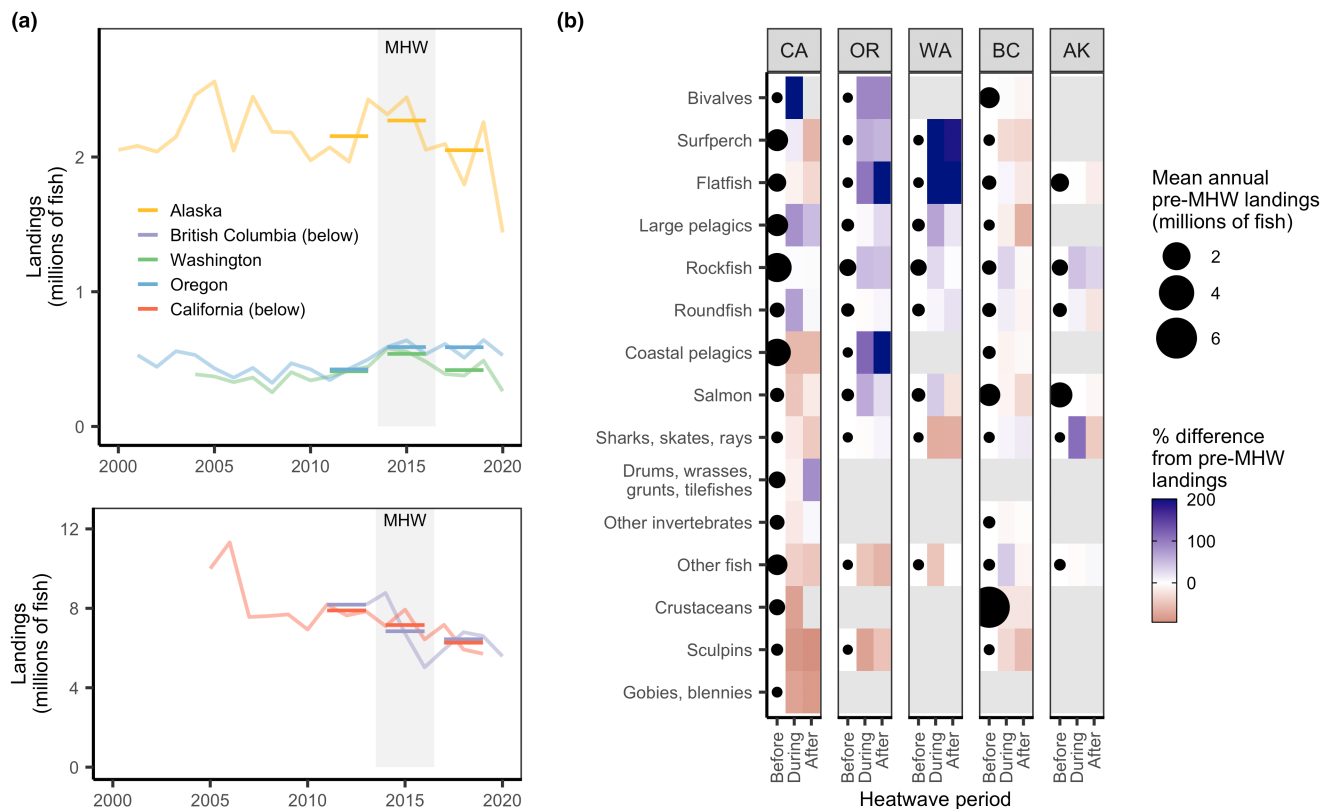 (a)
MHW
Landings
(millions of fish)
2
1
0
Alaska
British Columbia (below)
Washington
Oregon
California (below)
2000
2005
2010
2015
2020
MHW
Landings
(millions of fish)
12
8
4
0
2000
2005
2010
2015
2020
(b)
CA
OR
WA
BC
AK
Bivalves
Surfperch
Flatfish
Large pelagics
Rockfish
Roundfish
Coastal pelagics
Salmon
Sharks, skates, rays
Drums, wrasses,
grunts, tilefishes
Other invertebrates
Other fish
Crustaceans
Sculpins
Gobies, blennies
Before
During
After
Before
During
After
Before
During
After
Before
During
After
Before
During
After
Heatwave period
Mean annual
pre-MHW landings
(millions of fish)
2
4
6
% difference
from pre-MHW
landings
200
100
0